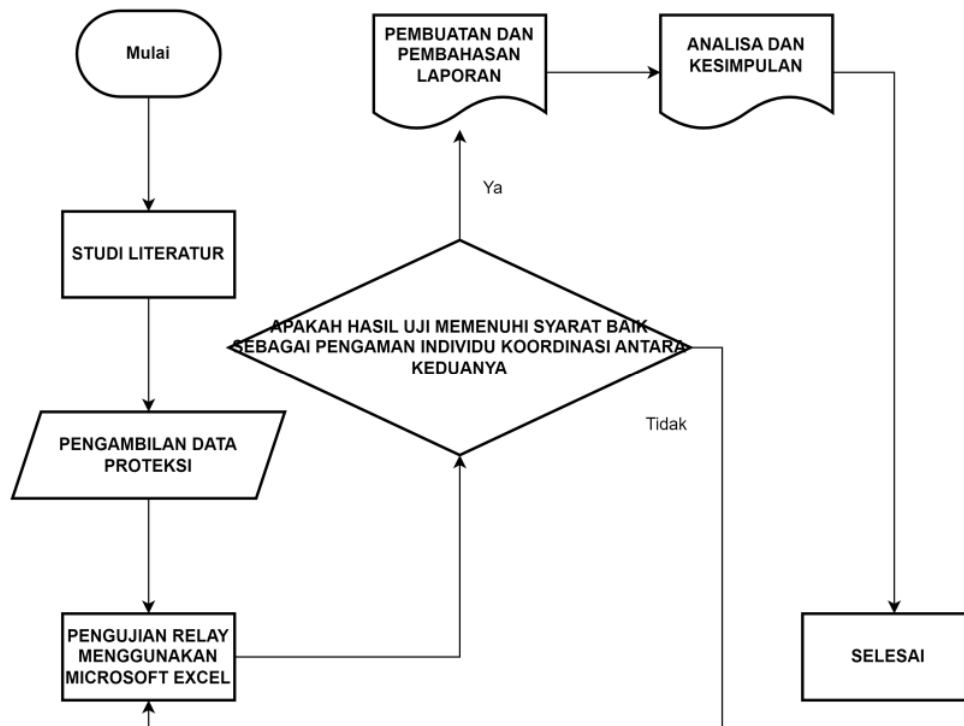 Mulai
STUDI LITERATUR
PENGAMBILAN DATA
PROTEKSI
PENGUJIAN RELAY
MENGGUNAKAN
MICROSOFT EXCEL
APAKAH HASIL UJI MEMENUHI SYARAT BAIK
SEBAGAI PENGAMAN INDIVIDU KOORDINASI ANTARA
KEDUANYA
Ya
Tidak
PEMBUATAN DAN
PEMBAHASAN
LAPORAN
ANALISA DAN
KESIMPULAN
SELESAI